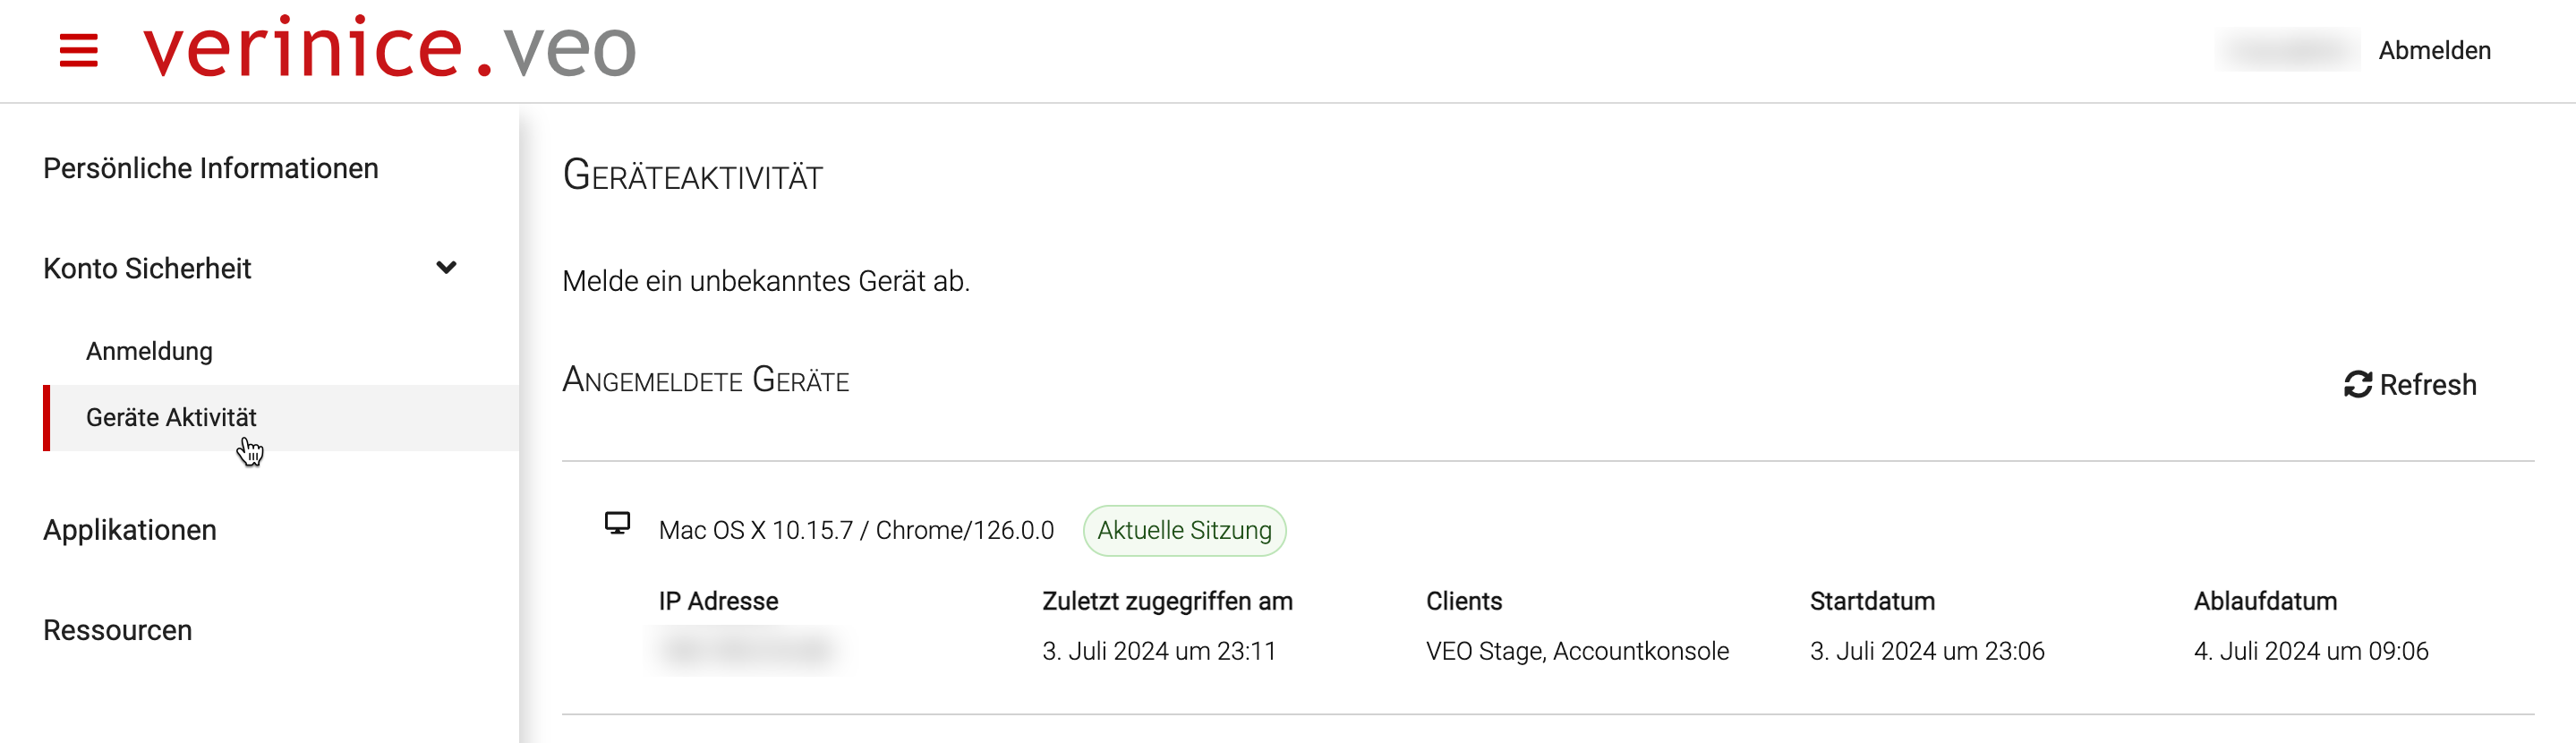 verinice.veo
Abmelden
Persönliche Informationen
Konto Sicherheit
Anmeldung
Geräte Aktivität
Applikationen
Ressourcen
Geräteaktivität
Melde ein unbekanntes Gerät ab.
Angemeldete Geräte
Refresh
Mac OS X 10.15.7 / Chrome/126.0.0 Aktuelle Sitzung
IP Adresse Zuletzt zugegriffen am Clients Startdatum Ablaufdatum
3. Juli 2024 um 23:11 VEO Stage, Accountkonsole 3. Juli 2024 um 23:06 4. Juli 2024 um 09:06